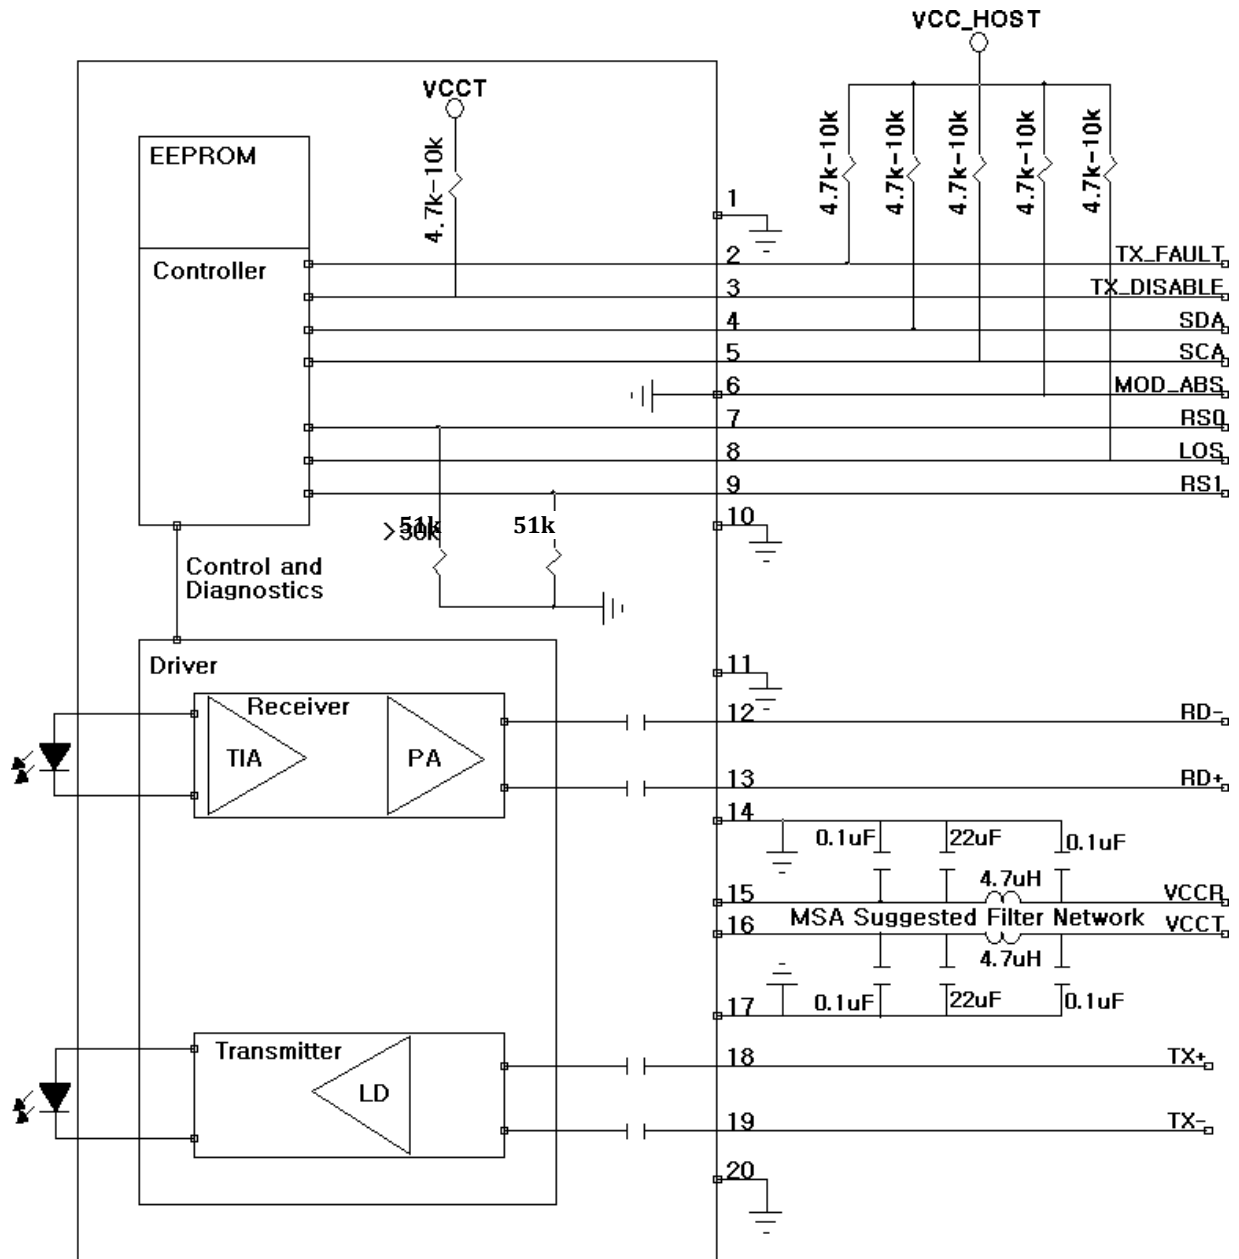 VCC_HOST
VCCT
4.7k-10k
4.7k-10k
4.7k-10k
4.7k-10k
4.7k-10k
4.7k-10k
EEPROM
Controller
1
2
TX_FAULT
3
TX_DISABLE
4
SDA
5
SCA
6
MOD_ABS
7
RS0
8
LOS
9
RS1
10
51k
51k
Control and
Diagnostics
Driver
11
Receiver
TIA
PA
12
RD-
13
RD+
14
0.1uF
22uF
0.1uF
4.7uH
15
VCCR
MSA Suggested Filter Network
16
VCCT
4.7uH
17
0.1uF
22uF
0.1uF
Transmitter
LD
18
TX+
19
TX-
20